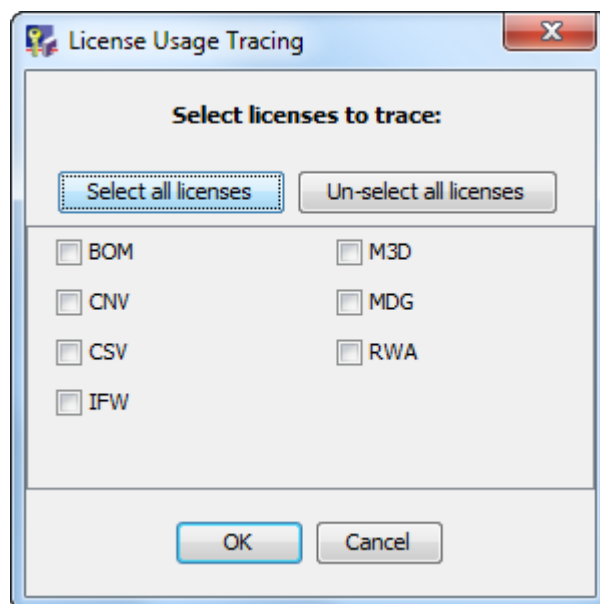 License Usage Tracing
Select licenses to trace:
Select all licenses Un-select all licenses
BOM M3D
CNV MDG
CSV RWA
IFW
OK Cancel